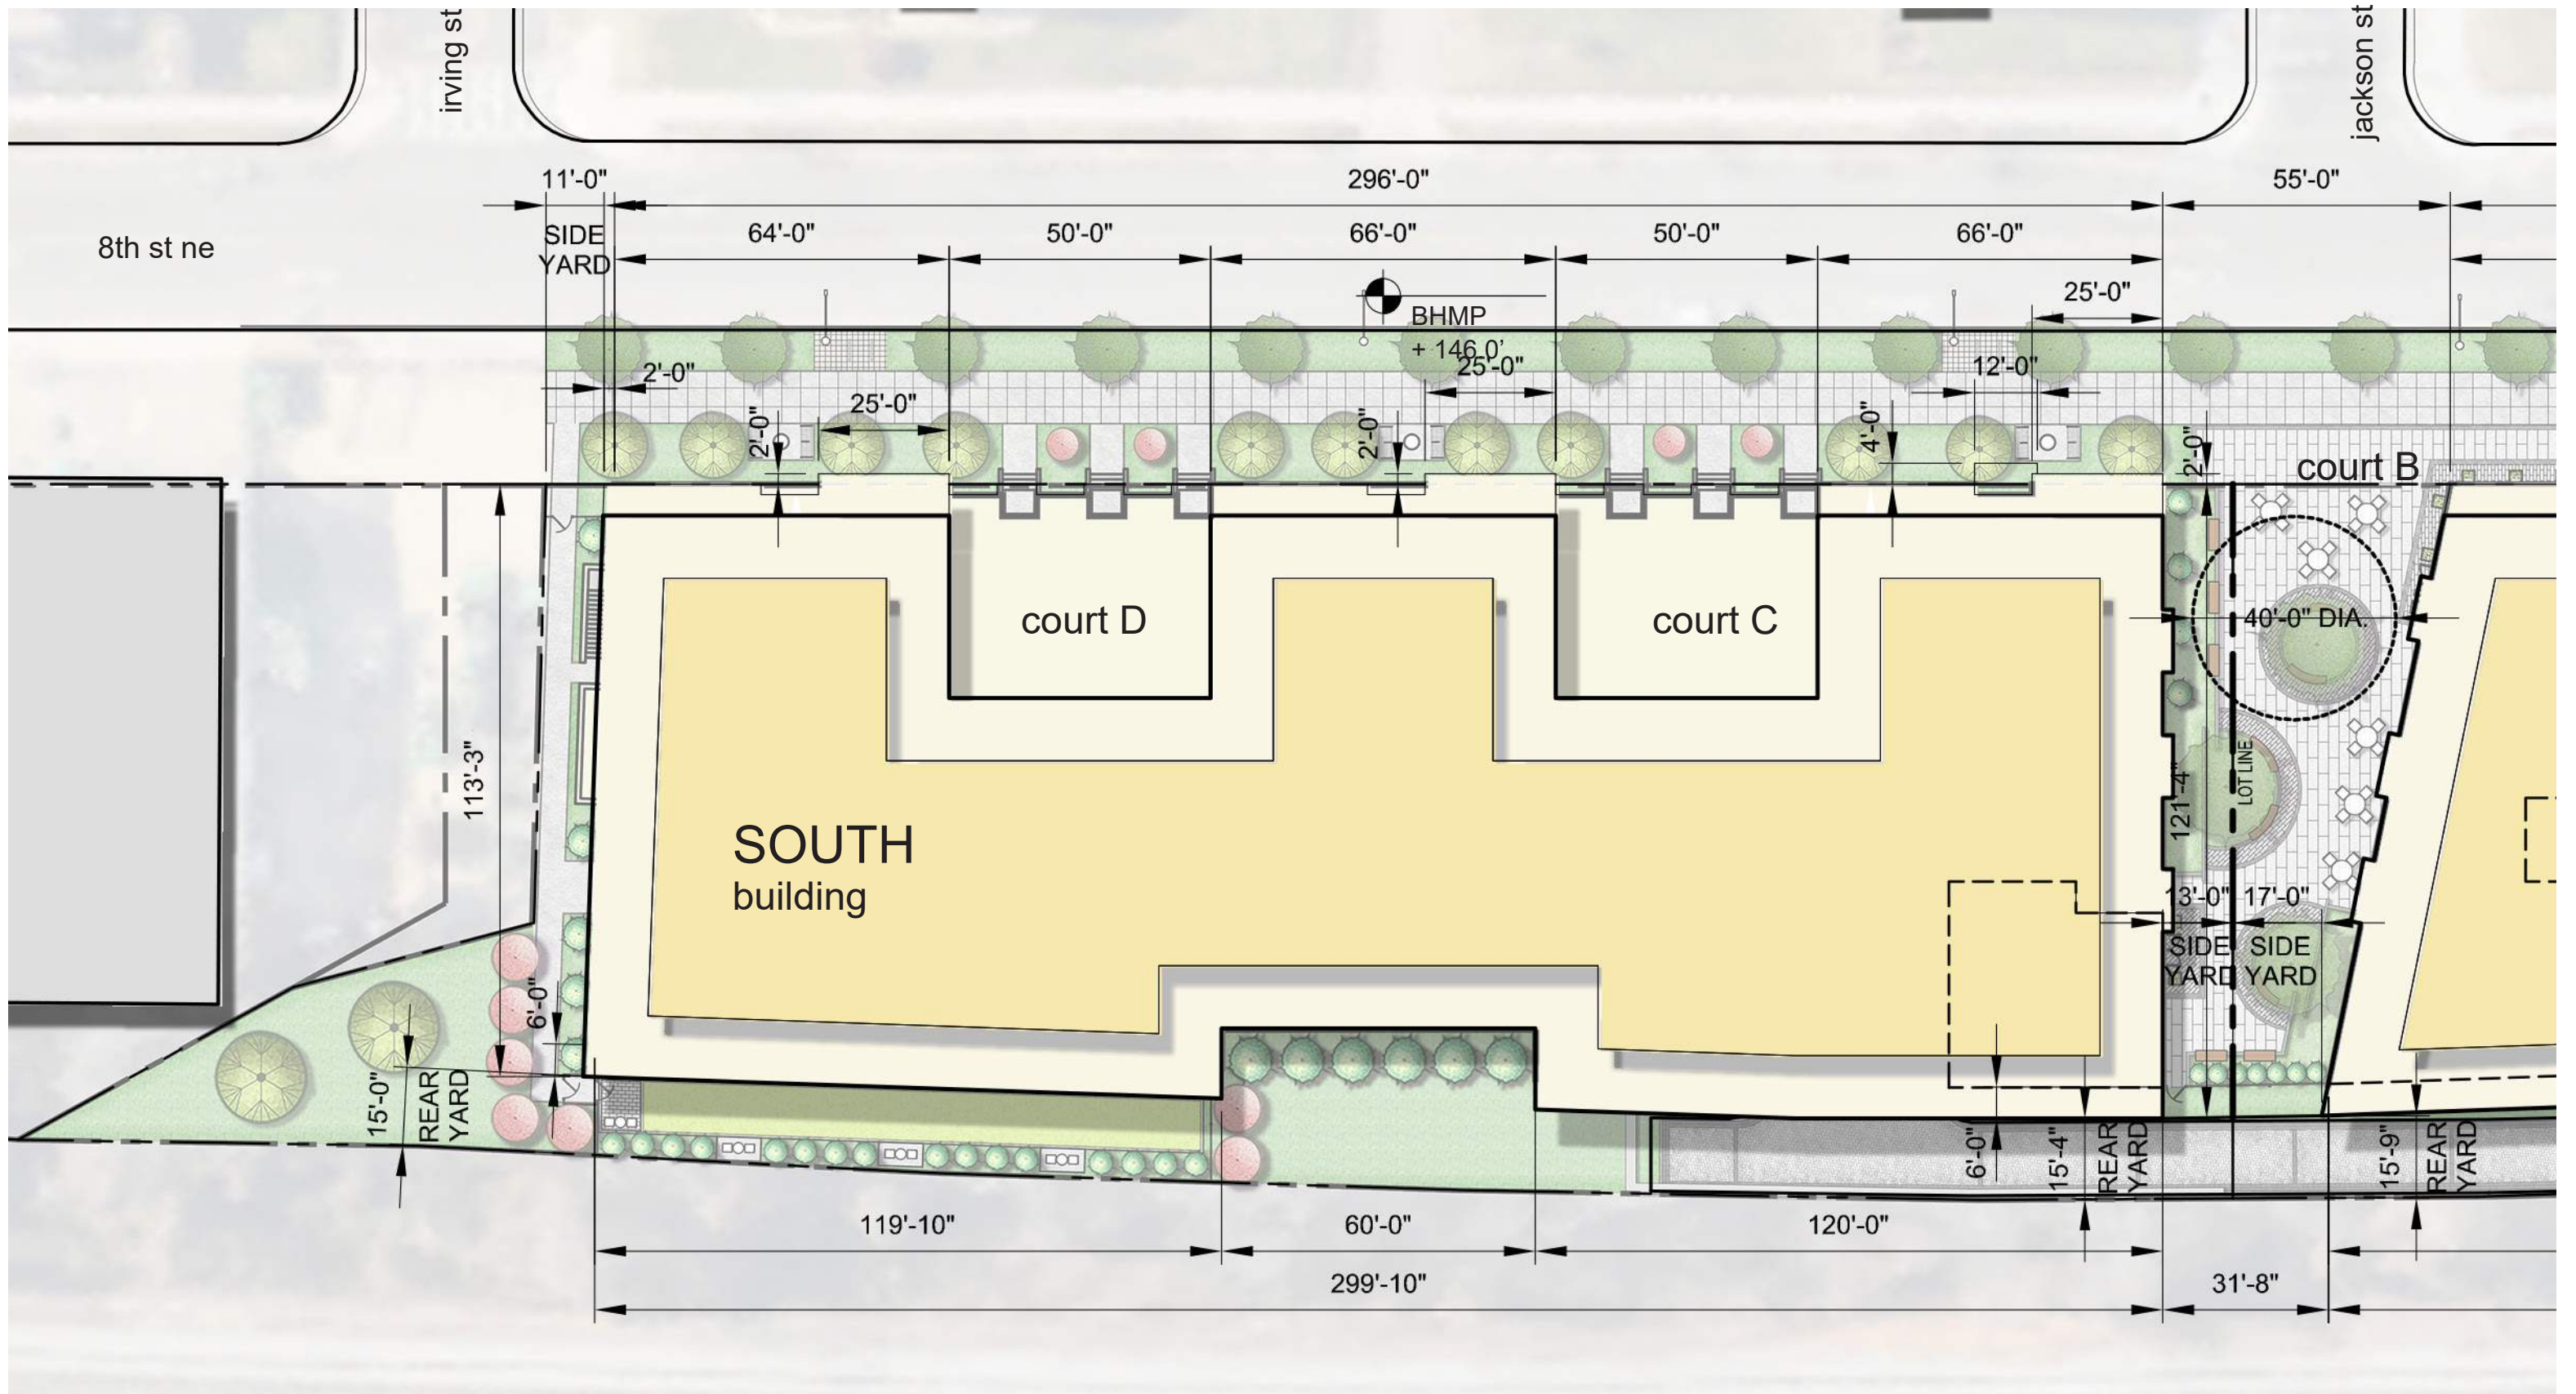 irving st
jackson st
11'-0"
296'-0"
55'-0"
8th st ne
SIDE
YARD
64'-0"
50'-0"
66'-0"
50'-0"
66'-0"
25'-0"
BHMP
+ 146.0'
2'-0"
25'-0"
12'-0"
25'-0"
2'-0"
2'-0"
4'-0"
2'-0"
court B
court D
court C
40'-0" DIA.
113'-3"
LOT LINE
121'-4"
SOUTH
building
13'-0"
17'-0"
SIDE
YARD
SIDE
YARD
6'-0"
15'-0"
REAR
YARD
6'-0"
15'-4"
REAR
YARD
15'-9"
REAR
YARD
119'-10"
60'-0"
120'-0"
299'-10"
31'-8"